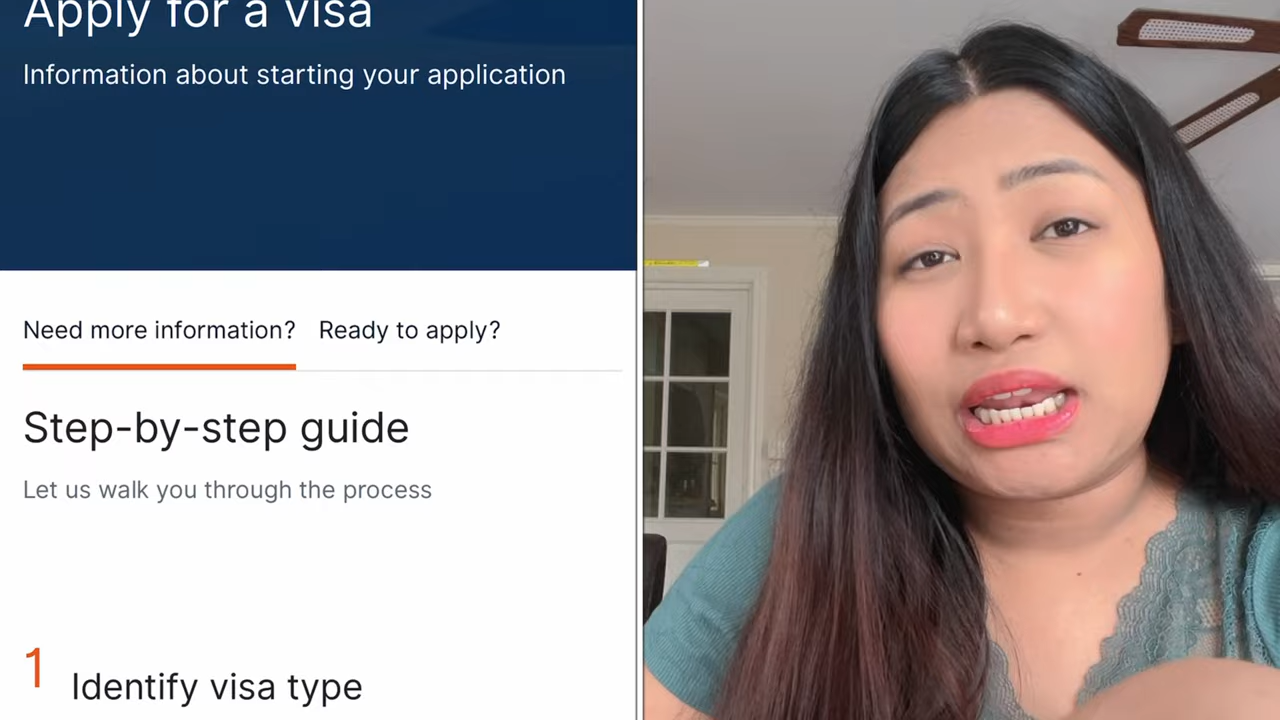 Apply for a visa
Information about starting your application
Need more information? Ready to apply?
Step-by-step guide
Let us walk you through the process
1 Identify visa type